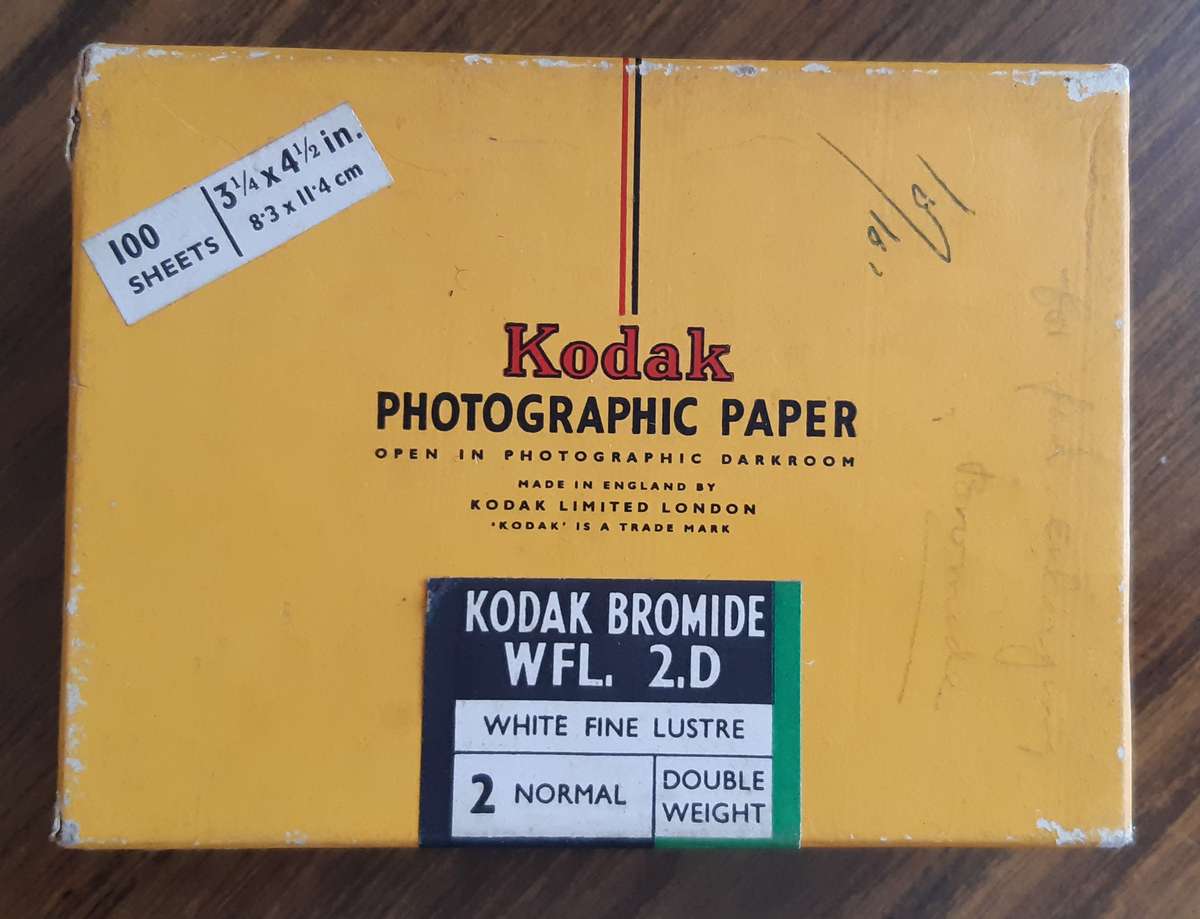 100
SHEETS
3¼ x 4½ in.
8·3 x 11·4 cm
Kodak
PHOTOGRAPHIC PAPER
OPEN IN PHOTOGRAPHIC DARKROOM
MADE IN ENGLAND BY
KODAK LIMITED LONDON
'KODAK' IS A TRADE MARK
KODAK BROMIDE
WFL. 2.D
WHITE FINE LUSTRE
2 NORMAL
DOUBLE
WEIGHT
Bromide